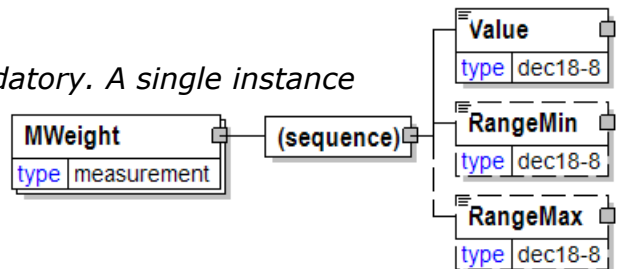 Value
type dec18-8
datory. A single instance
MWeight
type measurement
(sequence)
RangeMin
type dec18-8
RangeMax
type dec18-8